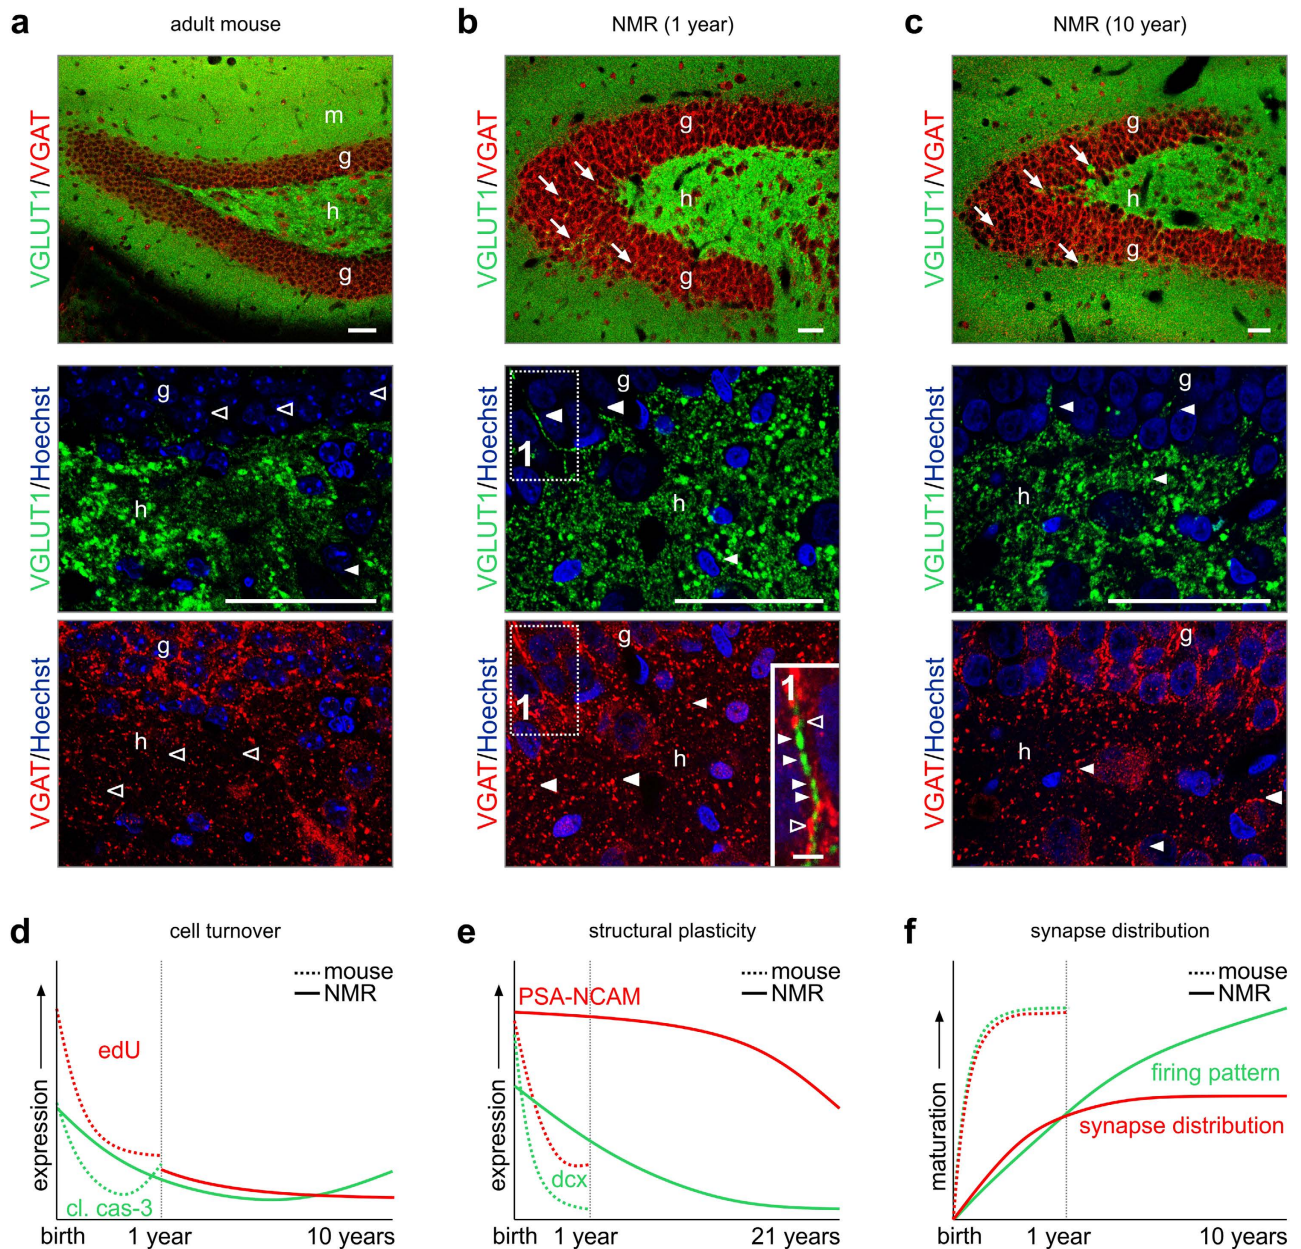 a
adult mouse
b
NMR (1 year)
c
NMR (10 year)
VGLUT1/VGAT
m
g
h
g
VGLUT1/VGAT
g
h
g
VGLUT1/VGAT
g
h
g
VGLUT1/Hoechst
g
h
VGLUT1/Hoechst
g
1
h
VGLUT1/Hoechst
g
h
VGAT/Hoechst
g
h
VGAT/Hoechst
g
1
h
1
VGAT/Hoechst
g
h
d
cell turnover
mouse
NMR
edU
cl. cas-3
expression
birth
1 year
10 years
e
structural plasticity
mouse
NMR
PSA-NCAM
dcx
expression
birth
1 year
21 years
f
synapse distribution
mouse
NMR
firing pattern
synapse distribution
maturation
birth
1 year
10 years